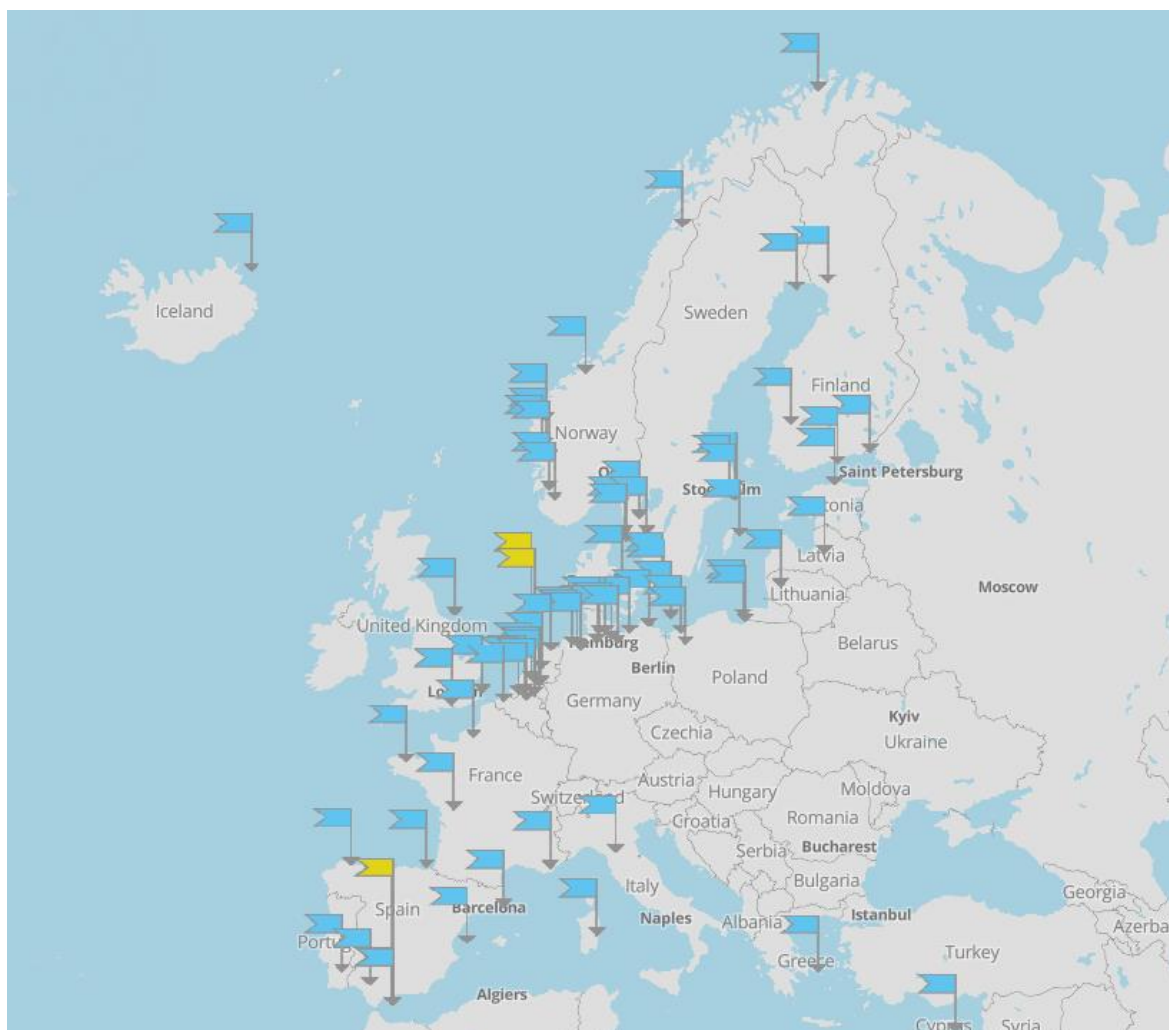 Iceland
Sweden
Finland
Norway
Saint Petersburg
Latvia
Moscow
Lithuania
United Kingdom
Belarus
Berlin
Poland
Germany
Kyiv
Ukraine
Czechia
France
Austria
Hungary
Moldova
Croatia
Romania
Serbia
Bucharest
Bulgaria
Georgia
Italy
Spain
Barcelona
Naples
Albania
Istanbul
Greece
Turkey
Algiers
Syria